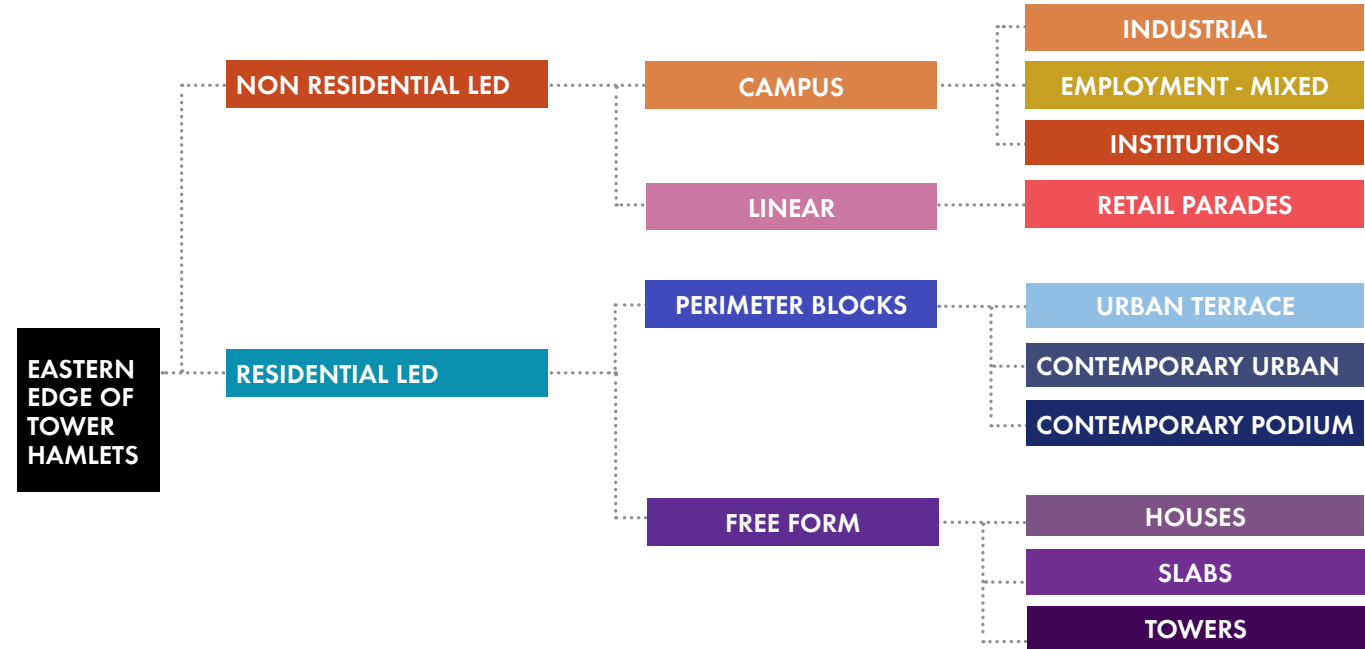 INDUSTRIAL
NON RESIDENTIAL LED
CAMPUS
EMPLOYMENT - MIXED
INSTITUTIONS
LINEAR
RETAIL PARADES
PERIMETER BLOCKS
URBAN TERRACE
EASTERN
EDGE OF
TOWER
HAMLETS
RESIDENTIAL LED
CONTEMPORARY URBAN
CONTEMPORARY PODIUM
FREE FORM
HOUSES
SLABS
TOWERS